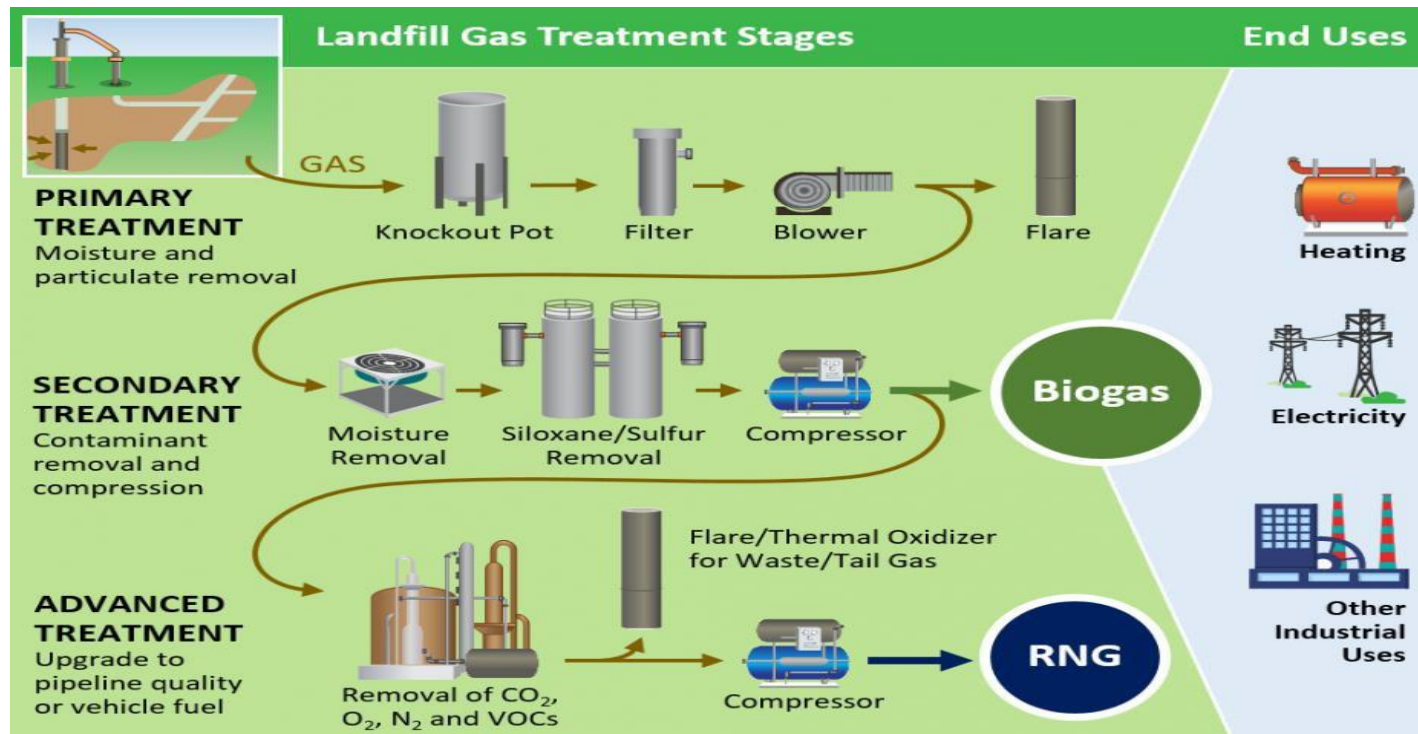 Landfill Gas Treatment Stages
End Uses
GAS
PRIMARY
TREATMENT
Moisture and
particulate removal
Knockout Pot
Filter
Blower
Flare
Heating
SECONDARY
TREATMENT
Contaminant
removal and
compression
Moisture
Removal
Siloxane/Sulfur
Removal
Compressor
Biogas
Electricity
ADVANCED
TREATMENT
Upgrade to
pipeline quality
or vehicle fuel
Removal of CO₂,
O₂, N₂ and VOCs
Flare/Thermal Oxidizer
for Waste/Tail Gas
Compressor
RNG
Other
Industrial
Uses